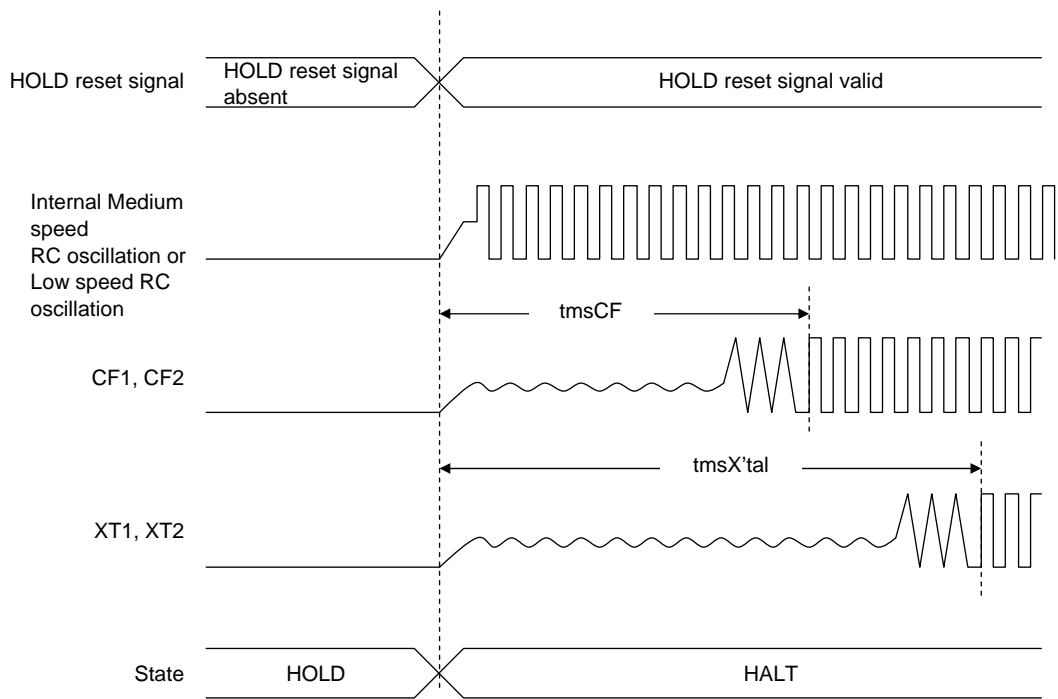 HOLD reset signal
HOLD reset signal
absent
HOLD reset signal valid
Internal Medium
speed
RC oscillation or
Low speed RC
oscillation
tmsCF
CF1, CF2
tmsX’tal
XT1, XT2
State
HOLD
HALT